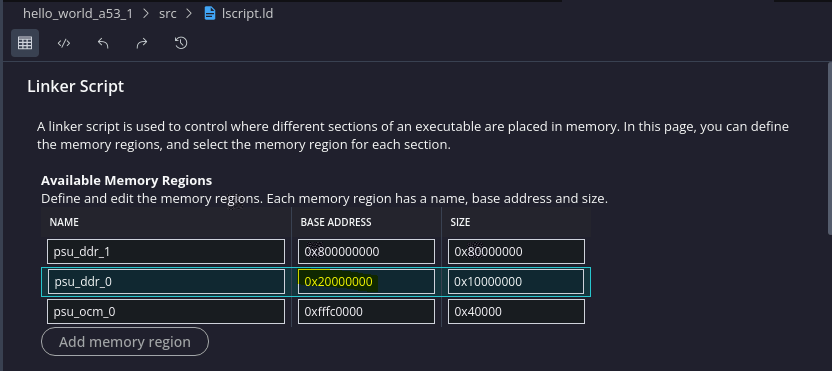 hello_world_a53_1 > src > lscript.ld
</>
Linker Script
A linker script is used to control where different sections of an executable are placed in memory. In this page, you can define
the memory regions, and select the memory region for each section.
Available Memory Regions
Define and edit the memory regions. Each memory region has a name, base address and size.
NAME BASE ADDRESS SIZE
psu_ddr_1 0x800000000 0x80000000
psu_ddr_0 0x20000000 0x10000000
psu_ocm_0 0xfffc0000 0x40000
Add memory region